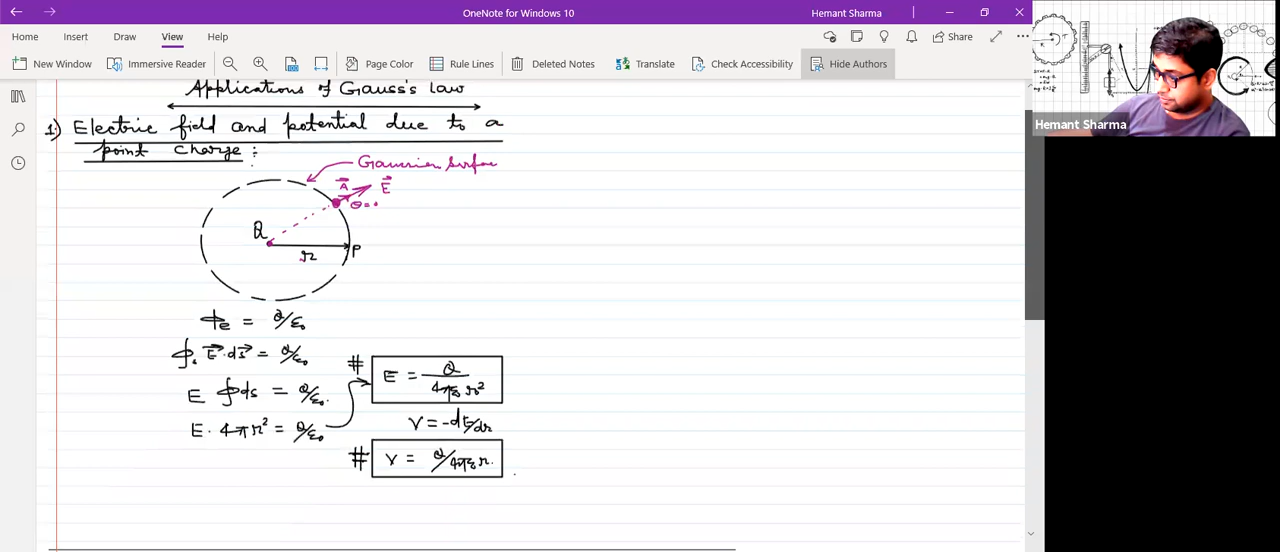 OneNote for Windows 10
Hemant Sharma
Home Insert Draw View Help
Share
New Window Immersive Reader Page Color Rule Lines Deleted Notes Translate Check Accessibility Hide Authors
Applications of Gauss's law
1) Electric field and potential due to a
point charge :
Gaussian surface
A⃗ E⃗
θ=0
Q
r P
ϕe = Q/ε₀
∮s E⃗·ds⃗ = Q/ε₀
E ∮ds = Q/ε₀.
E · 4πr² = Q/ε₀
# E = Q/4πε₀r²
V = -dE/dr
# V = Q/4πε₀r.
Hemant Sharma